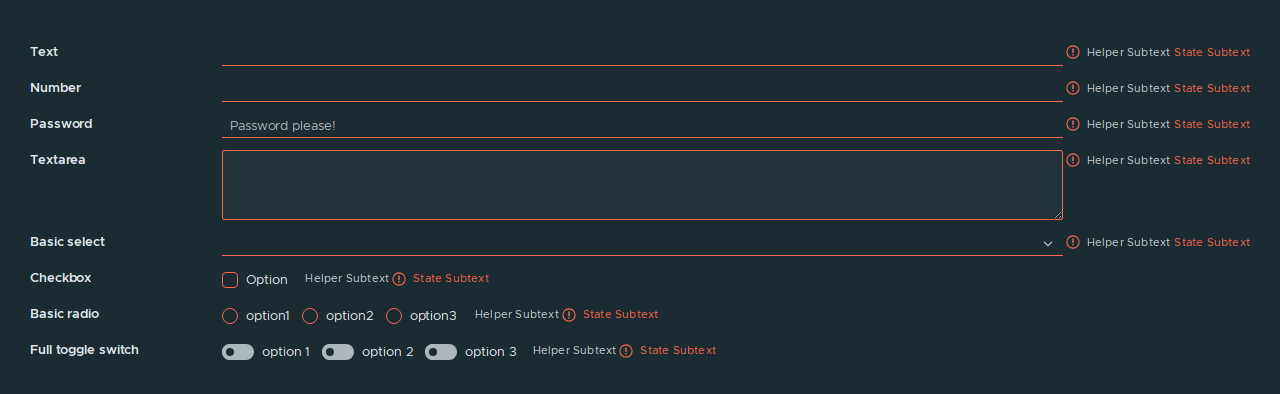 Text Helper Subtext State Subtext
Number Helper Subtext State Subtext
Password Password please! Helper Subtext State Subtext
Textarea Helper Subtext State Subtext
Basic select Helper Subtext State Subtext
Checkbox Option Helper Subtext State Subtext
Basic radio option1 option2 option3 Helper Subtext State Subtext
Full toggle switch option 1 option 2 option 3 Helper Subtext State Subtext